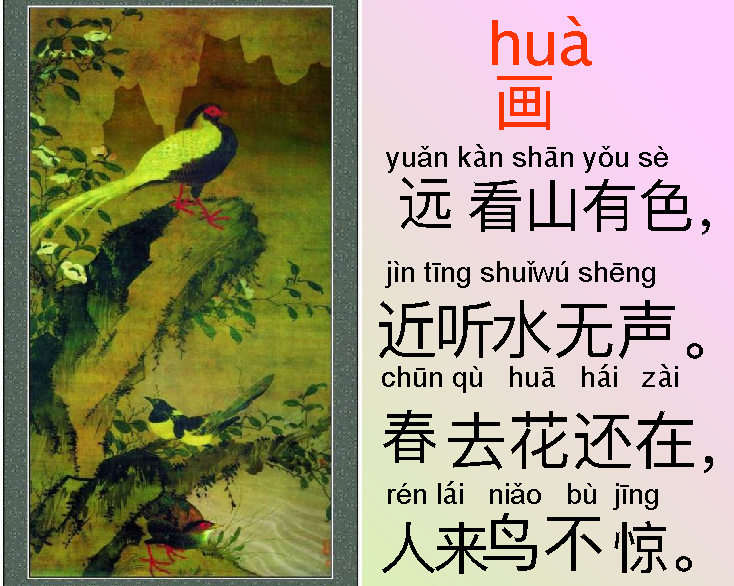 huà
画
yuǎn kàn shān yǒu sè
远看山有色，
jìn tīng shuǐwú shēng
近听水无声。
chūn qù huā hái zài
春去花还在，
rén lái niǎo bù jīng
人来鸟不惊。